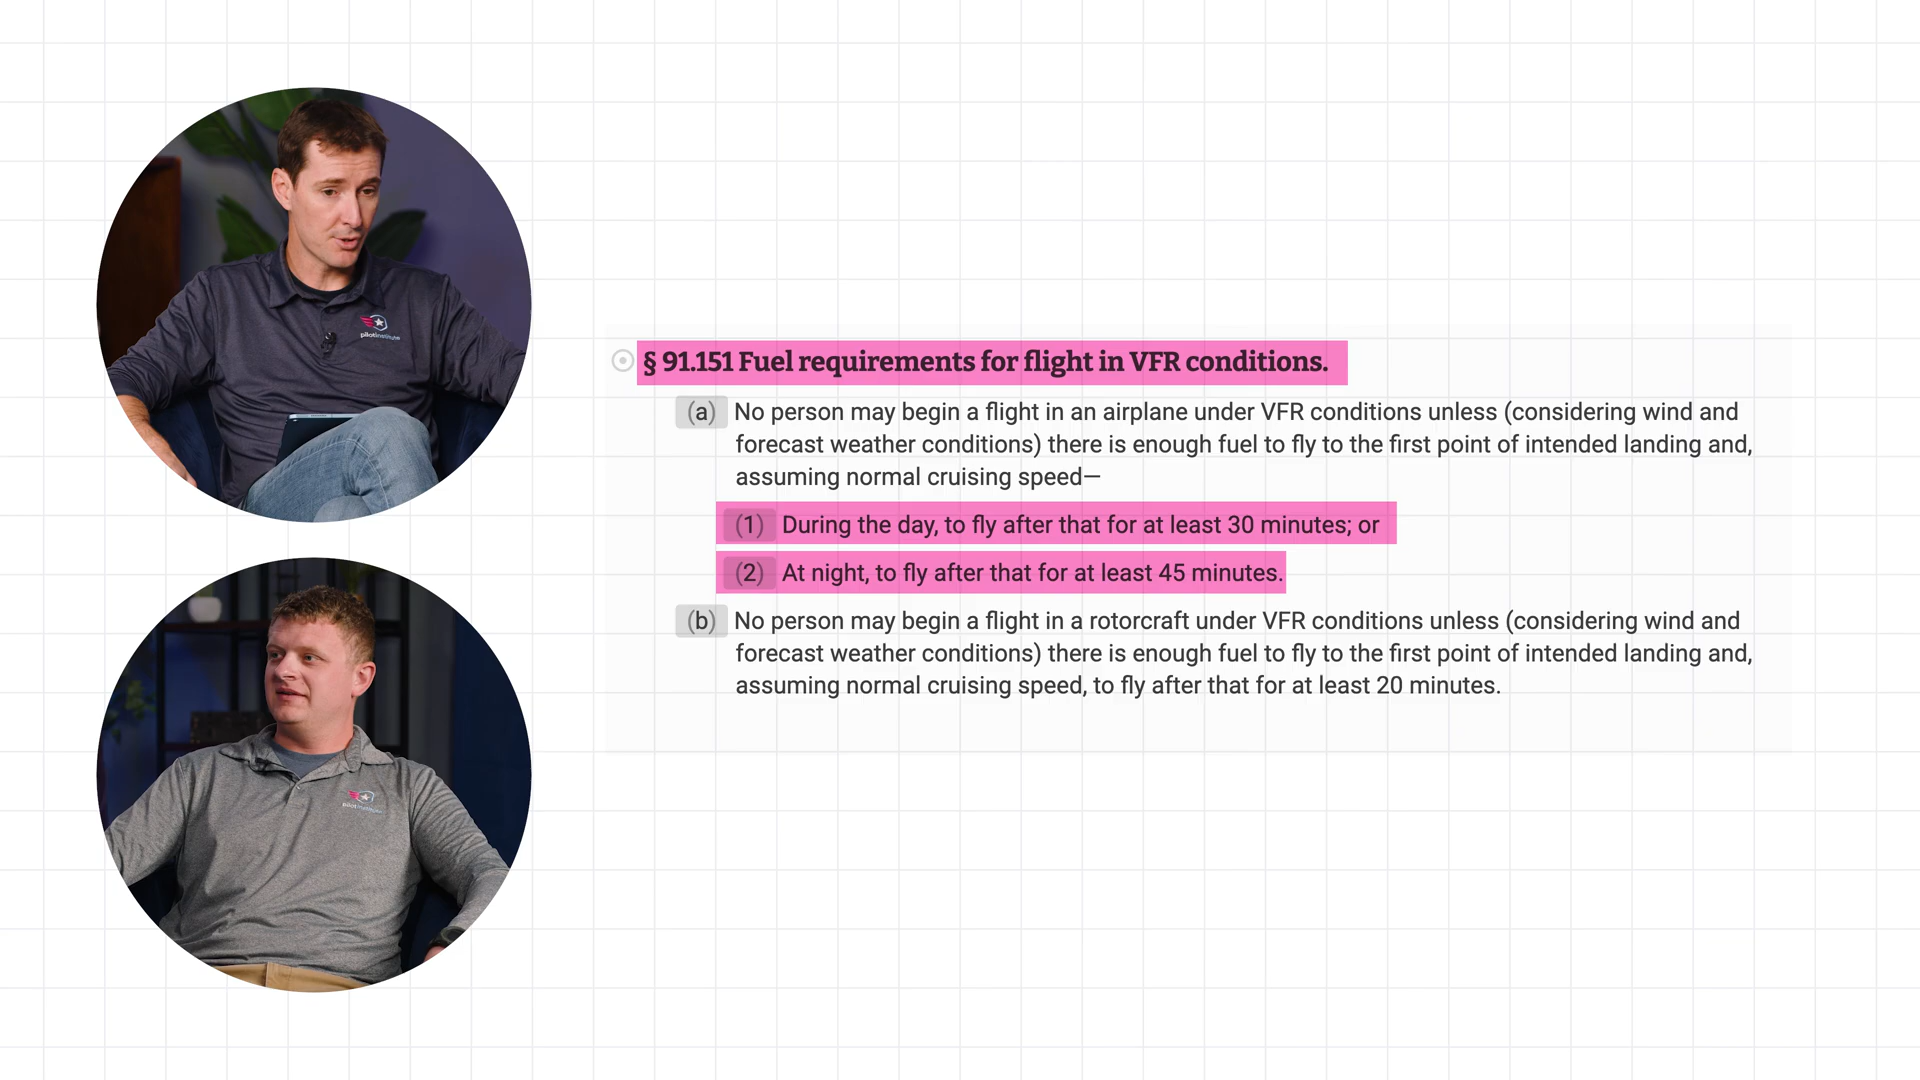 pilotinstitute
pilotinstitute
§ 91.151 Fuel requirements for flight in VFR conditions.
(a) No person may begin a flight in an airplane under VFR conditions unless (considering wind and
forecast weather conditions) there is enough fuel to fly to the first point of intended landing and,
assuming normal cruising speed—
(1) During the day, to fly after that for at least 30 minutes; or
(2) At night, to fly after that for at least 45 minutes.
(b) No person may begin a flight in a rotorcraft under VFR conditions unless (considering wind and
forecast weather conditions) there is enough fuel to fly to the first point of intended landing and,
assuming normal cruising speed, to fly after that for at least 20 minutes.